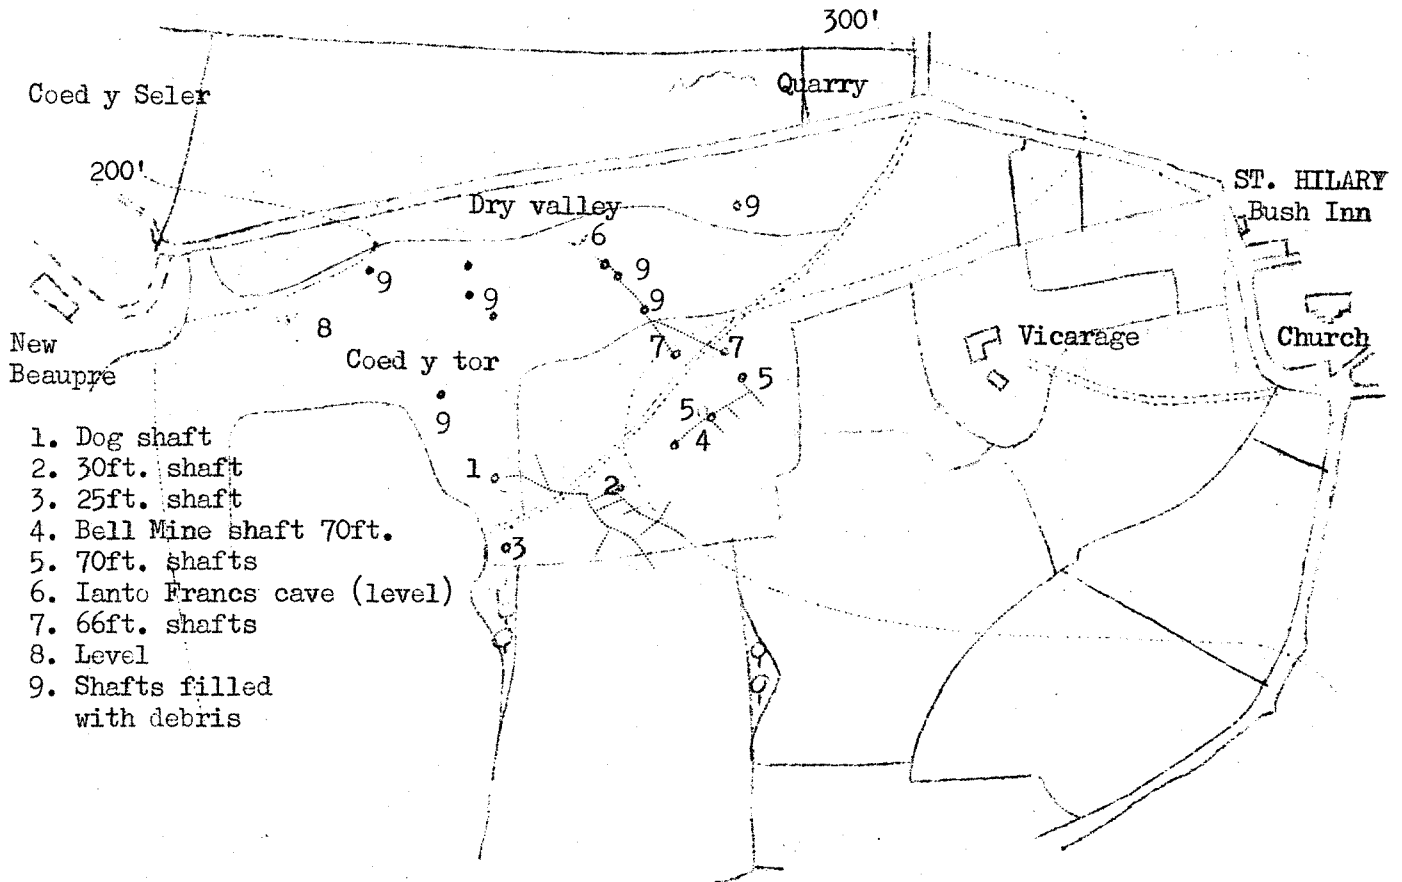 300'
Coed y Seler
Quarry
200'
ST. HILARY
Bush Inn
Dry valley
9
6
9
9
9
9
8
7
7
New
Beaupre
Coed y tor
Vicarage
Church
5
9
5
4
1
2
3
1. Dog shaft
2. 30ft. shaft
3. 25ft. shaft
4. Bell Mine shaft 70ft.
5. 70ft. shafts
6. Ianto Francs cave (level)
7. 66ft. shafts
8. Level
9. Shafts filled
with debris